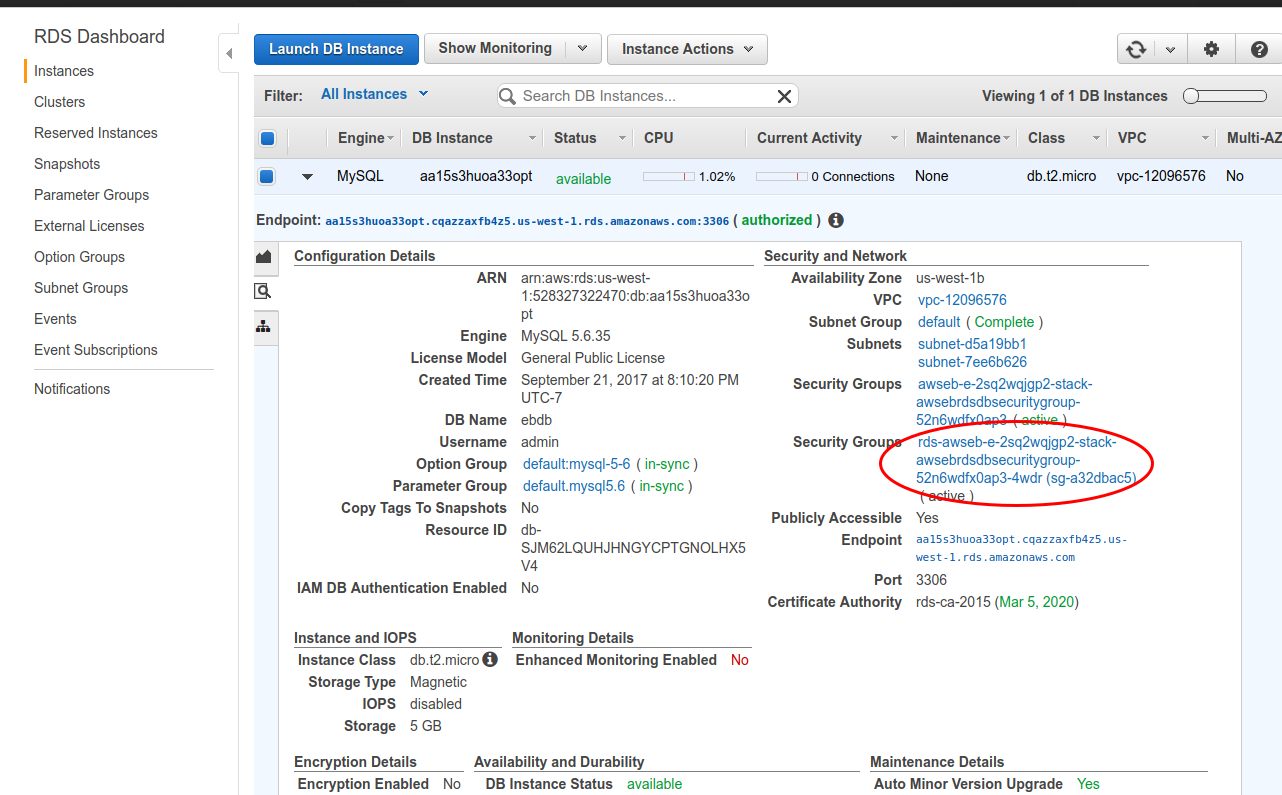 RDS Dashboard
Instances
Clusters
Reserved Instances
Snapshots
Parameter Groups
External Licenses
Option Groups
Subnet Groups
Events
Event Subscriptions
Notifications
Launch DB Instance Show Monitoring Instance Actions
Filter: All Instances Search DB Instances... Viewing 1 of 1 DB Instances
Engine DB Instance Status CPU Current Activity Maintenance Class VPC Multi-AZ
MySQL aa15s3huoa33opt available 1.02% 0 Connections None db.t2.micro vpc-12096576 No
Endpoint: aa15s3huoa33opt.cqazzaxfb4z5.us-west-1.rds.amazonaws.com:3306 ( authorized )
Configuration Details
ARN arn:aws:rds:us-west-
1:528327322470:db:aa15s3huoa33o
pt
Engine MySQL 5.6.35
License Model General Public License
Created Time September 21, 2017 at 8:10:20 PM
UTC-7
DB Name ebdb
Username admin
Option Group default:mysql-5-6 ( in-sync )
Parameter Group default.mysql5.6 ( in-sync )
Copy Tags To Snapshots No
Resource ID db-
SJM62LQUHJHNGYCPTGNOLHX5
V4
IAM DB Authentication Enabled No
Security and Network
Availability Zone us-west-1b
VPC vpc-12096576
Subnet Group default ( Complete )
Subnets subnet-d5a19bb1
subnet-7ee6b626
Security Groups awseb-e-2sq2wqjgp2-stack-
awsebrdsdbsecuritygroup-
52n6wdfx0ap3 ( active )
Security Groups rds-awseb-e-2sq2wqjgp2-stack-
awsebrdsdbsecuritygroup-
52n6wdfx0ap3-4wdr (sg-a32dbac5)
( active )
Publicly Accessible Yes
Endpoint aa15s3huoa33opt.cqazzaxfb4z5.us-
west-1.rds.amazonaws.com
Port 3306
Certificate Authority rds-ca-2015 (Mar 5, 2020)
Instance and IOPS
Instance Class db.t2.micro
Storage Type Magnetic
IOPS disabled
Storage 5 GB
Monitoring Details
Enhanced Monitoring Enabled No
Encryption Details
Encryption Enabled No
Availability and Durability
DB Instance Status available
Maintenance Details
Auto Minor Version Upgrade Yes